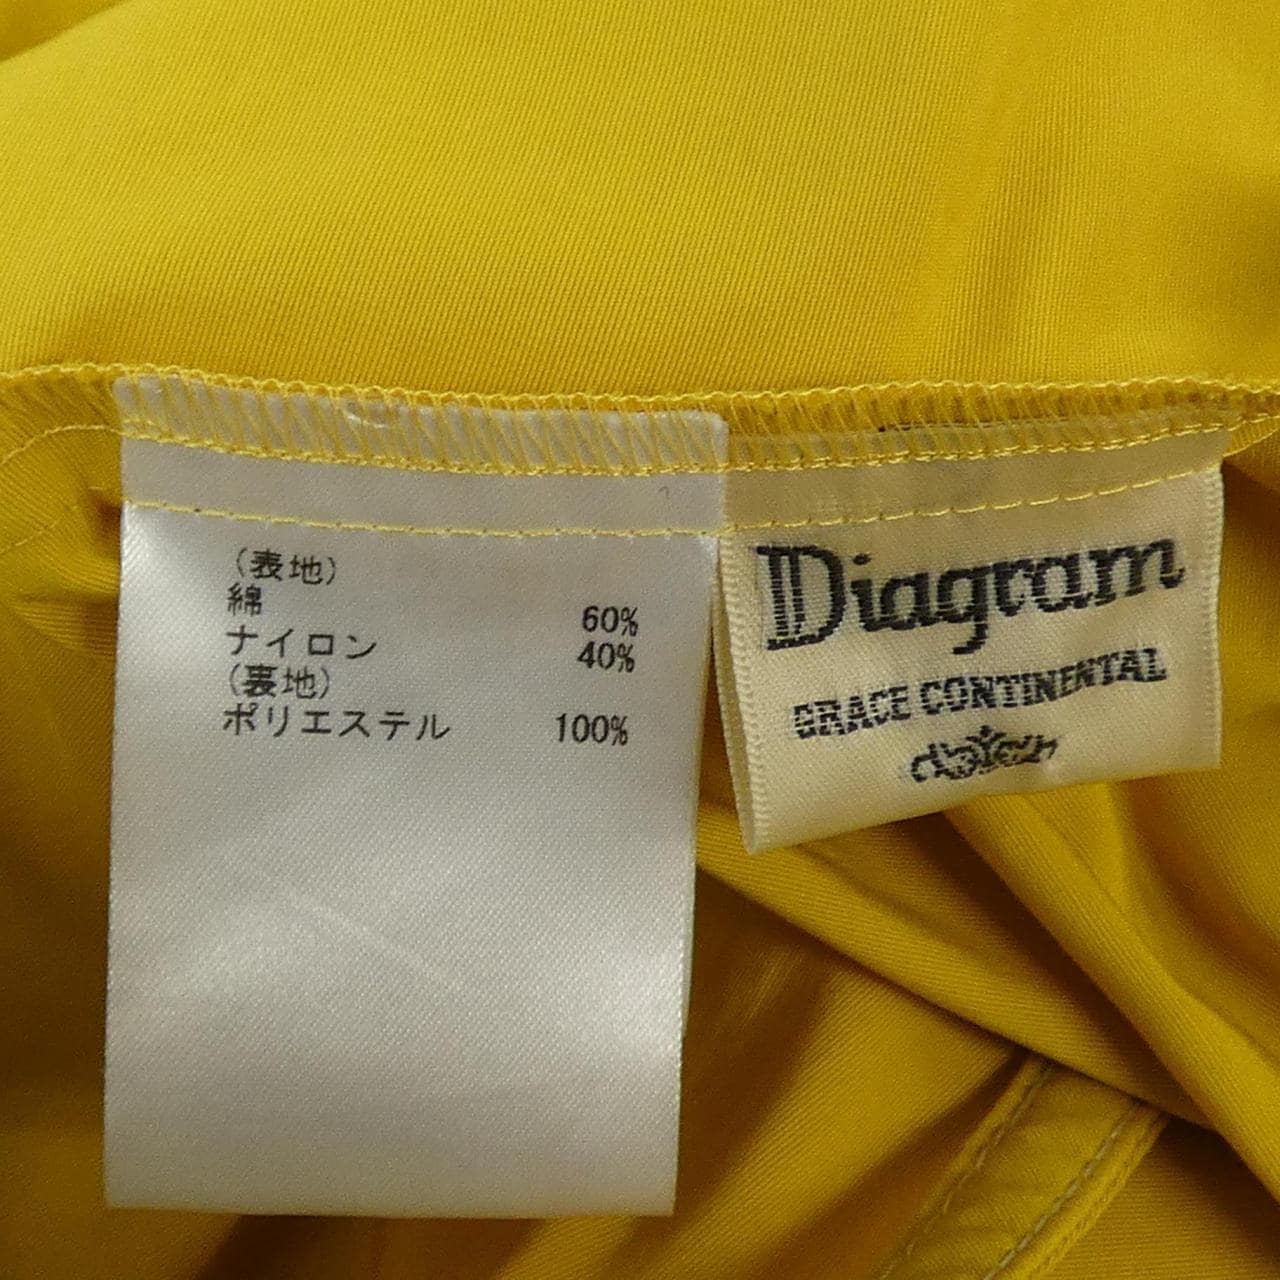 （表地）
綿 60%
ナイロン 40%
（裏地）
ポリエステル 100%
Diagram
GRACE CONTINENTAL